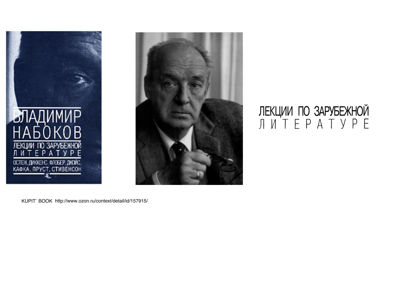 ВЛАДИМИР
НАБОКОВ
ЛЕКЦИИ ПО ЗАРУБЕЖНОЙ
ЛИТЕРАТУРЕ
ОСТЕН, ДИККЕНС, ФЛОБЕР, ДЖОЙС,
КАФКА, ПРУСТ, СТИВЕНСОН
ЛЕКЦИИ ПО ЗАРУБЕЖНОЙ
ЛИТЕРАТУРЕ
KUPIT` BOOK http://www.ozon.ru/context/detail/id/157915/